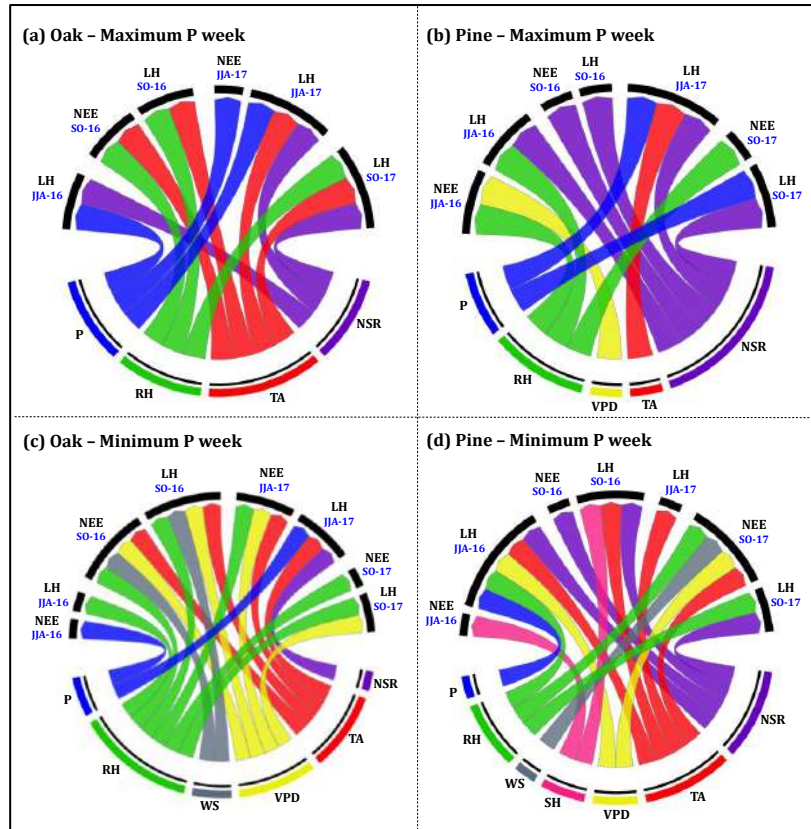 (a) Oak – Maximum P week
NEE
JJA-17
LH
SO-16
LH
JJA-17
NEE
SO-16
LH
JJA-16
LH
SO-17
P
RH
TA
NSR
(b) Pine – Maximum P week
LH
SO-16
NEE
SO-16
LH
JJA-17
LH
JJA-16
NEE
SO-17
NEE
JJA-16
LH
SO-17
P
RH
VPD
TA
NSR
(c) Oak – Minimum P week
LH
SO-16
NEE
JJA-17
NEE
SO-16
LH
JJA-17
LH
JJA-16
NEE
SO-17
NEE
JJA-16
LH
SO-17
P
RH
WS
VPD
TA
NSR
(d) Pine – Minimum P week
LH
SO-16
NEE
SO-16
LH
JJA-17
LH
JJA-16
NEE
SO-17
NEE
JJA-16
LH
SO-17
P
RH
WS
SH
VPD
TA
NSR